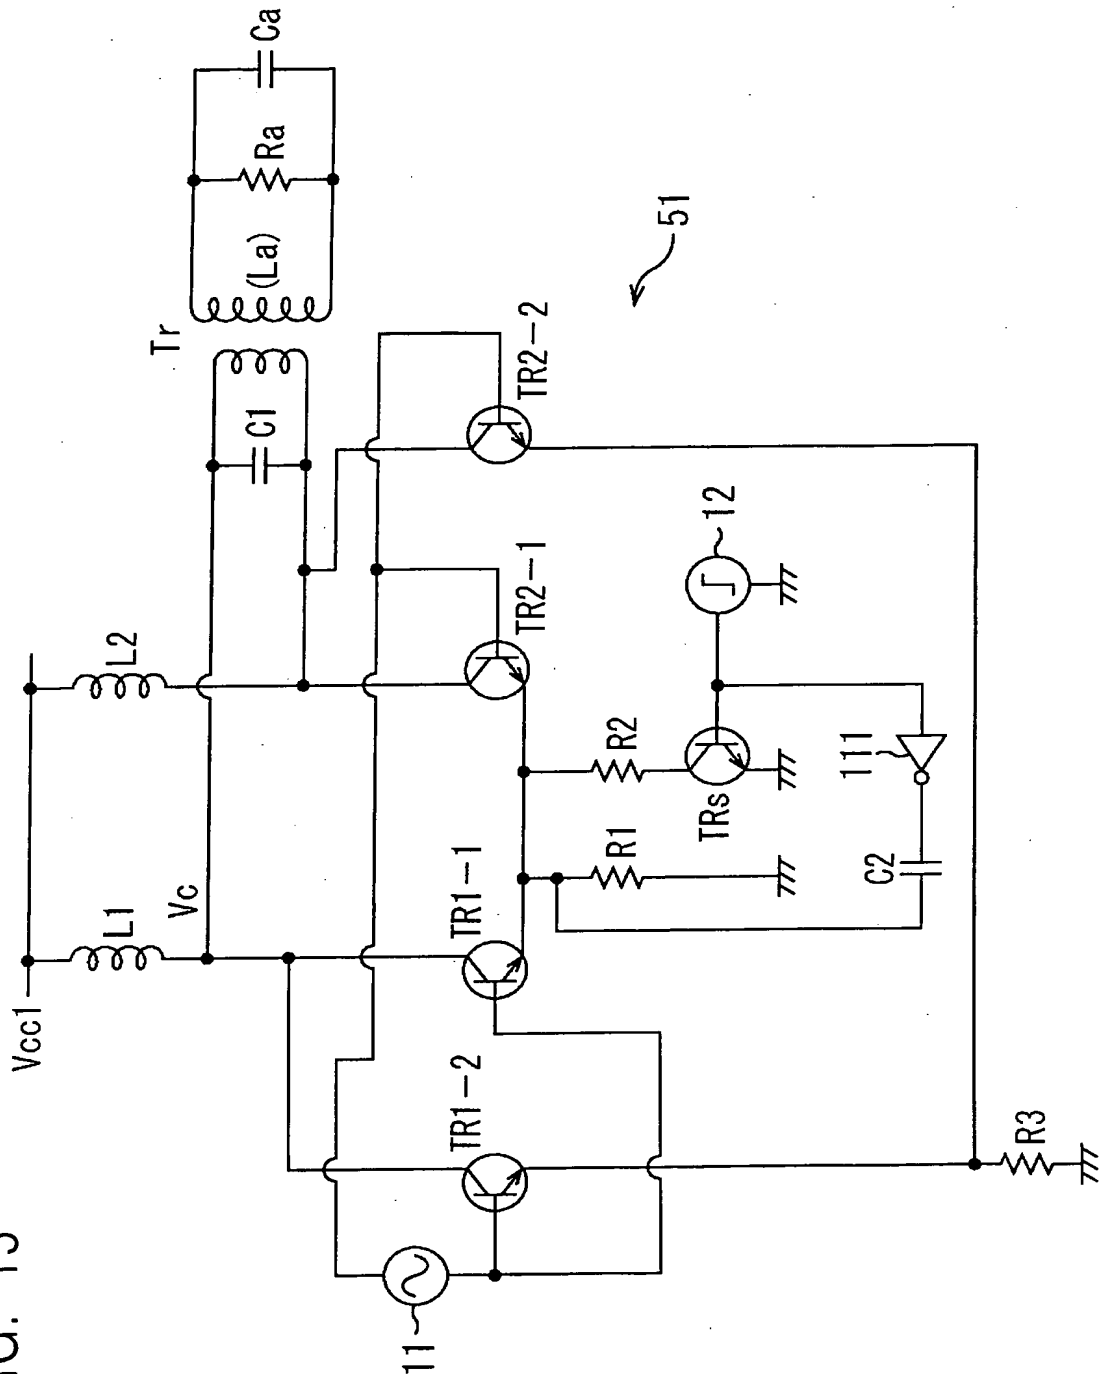 Vcc1
L1
L2
Vc
Tr
C1
(La)
Ra
Ca
TR1-2
TR1-1
TR2-1
TR2-2
51
11
R1
R2
TRs
12
111
C2
R3